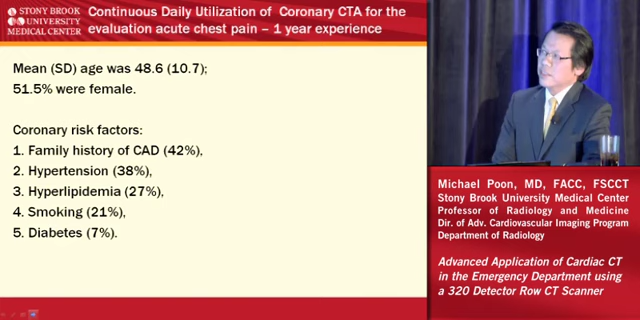 STONY BROOK
UNIVERSITY
MEDICAL CENTER
Continuous Daily Utilization of Coronary CTA for the
evaluation acute chest pain – 1 year experience
Mean (SD) age was 48.6 (10.7);
51.5% were female.
Coronary risk factors:
1. Family history of CAD (42%),
2. Hypertension (38%),
3. Hyperlipidemia (27%),
4. Smoking (21%),
5. Diabetes (7%).
Michael Poon, MD, FACC, FSCCT
Stony Brook University Medical Center
Professor of Radiology and Medicine
Dir. of Adv. Cardiovascular Imaging Program
Department of Radiology
Advanced Application of Cardiac CT
in the Emergency Department using
a 320 Detector Row CT Scanner